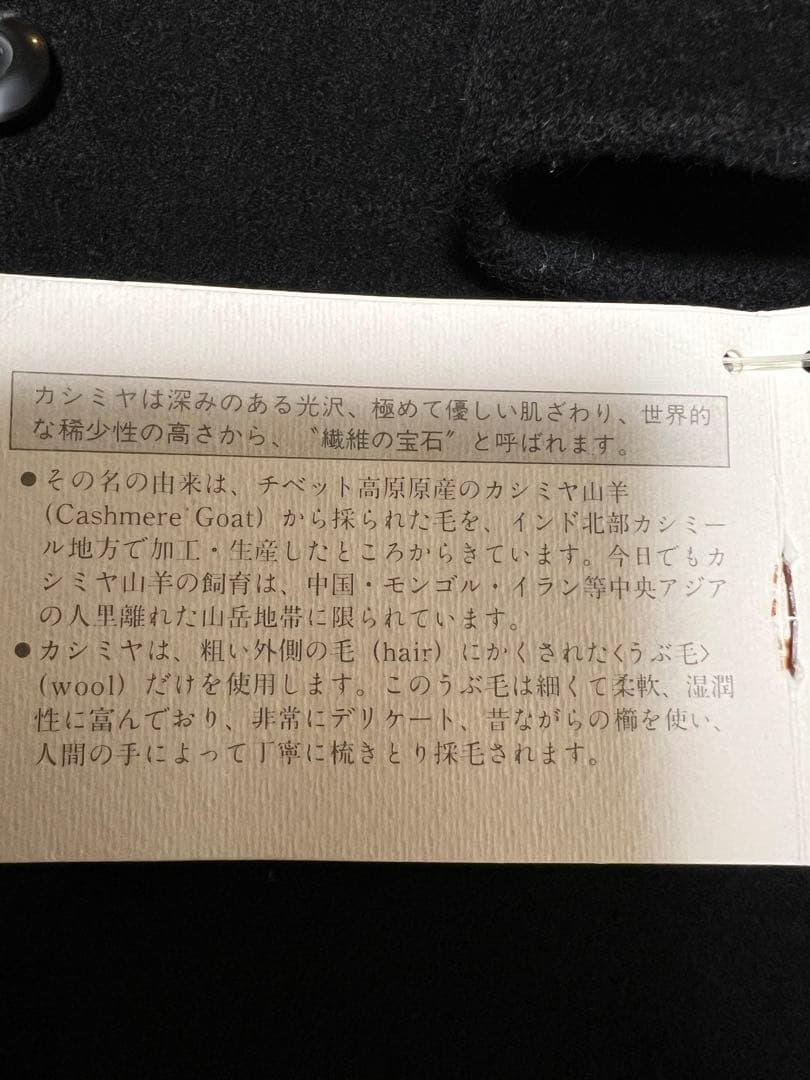 カシミヤは深みのある光沢、極めて優しい肌ざわり、世界的
な稀少性の高さから、〝繊維の宝石〟と呼ばれます。
●その名の由来は、チベット高原原産のカシミヤ山羊
(Cashmere Goat) から採られた毛を、インド北部カシミー
ル地方で加工・生産したところからきています。今日でもカ
シミヤ山羊の飼育は、中国・モンゴル・イラン等中央アジア
の人里離れた山岳地帯に限られています。
●カシミヤは、粗い外側の毛 (hair) にかくされた〈うぶ毛〉
(wool) だけを使用します。このうぶ毛は細くて柔軟、湿潤
性に富んでおり、非常にデリケート、昔ながらの櫛を使い、
人間の手によって丁寧に梳きとり採毛されます。